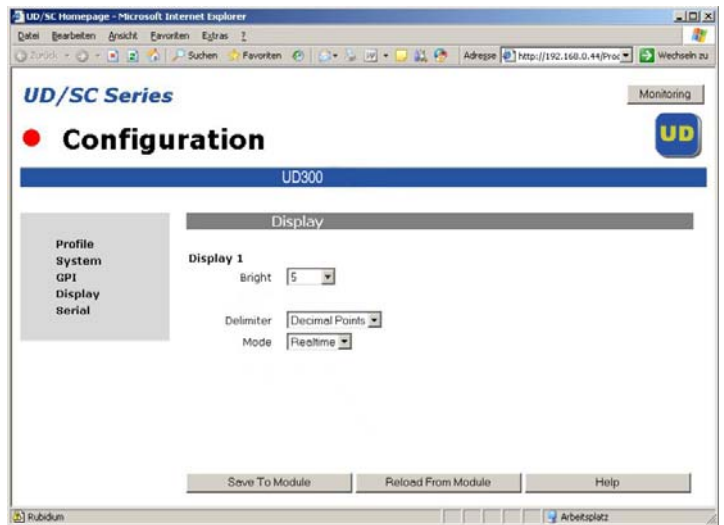 UD/SC Homepage - Microsoft Internet Explorer
Datei Bearbeiten Ansicht Favoriten Extras ?
Zurück Suchen Favoriten Adresse http://192.168.0.44/Proc Wechseln zu
UD/SC Series
Monitoring
Configuration
UD
UD300
Display
Profile
System
GPI
Display
Serial
Display 1
Bright 5
Delimiter Decimal Points
Mode Realtime
Save To Module Reload From Module Help
Rubidium Arbeitsplatz